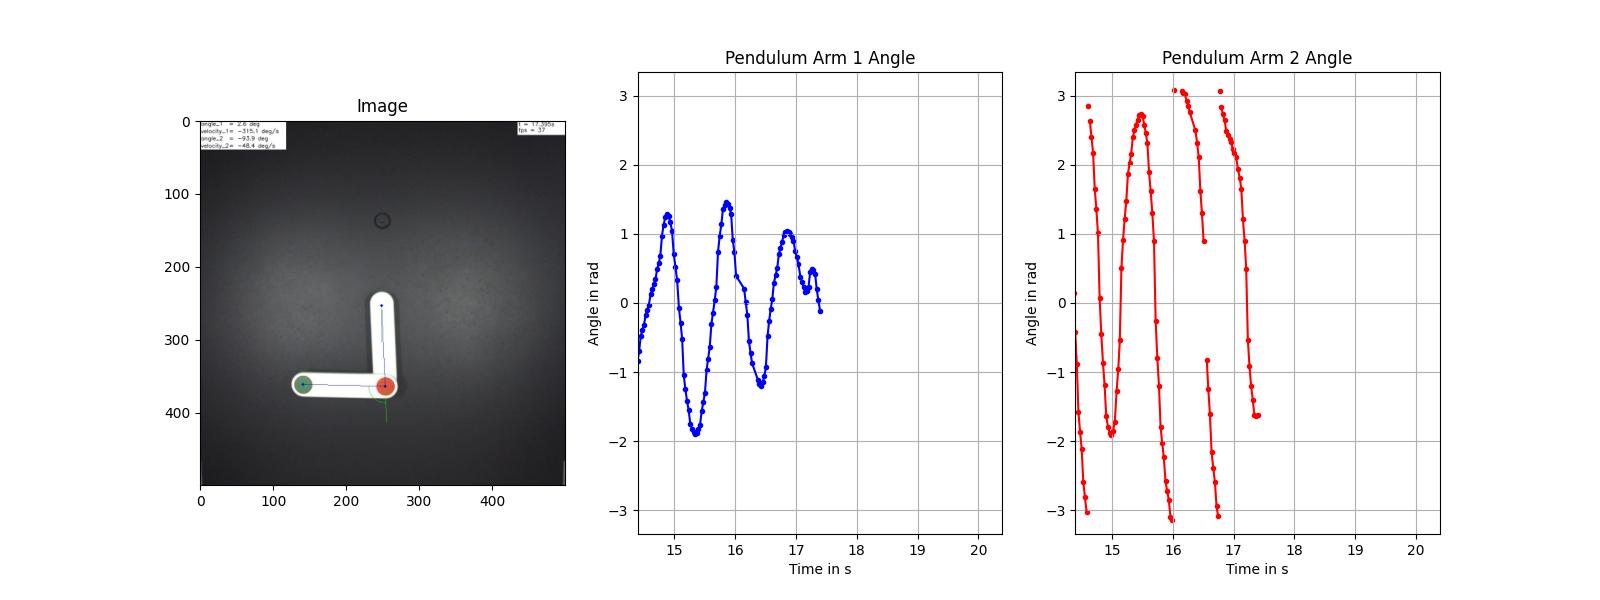 Image
angle_1 = 2.6 deg
velocity_1= -315.1 deg/s
angle_2 = -93.9 deg
velocity_2= -48.4 deg/s
t = 17.395s
fps = 37
0
100
200
300
400
0 100 200 300 400
Pendulum Arm 1 Angle
Angle in rad
3
2
1
0
−1
−2
−3
15 16 17 18 19 20
Time in s
Pendulum Arm 2 Angle
Angle in rad
3
2
1
0
−1
−2
−3
15 16 17 18 19 20
Time in s